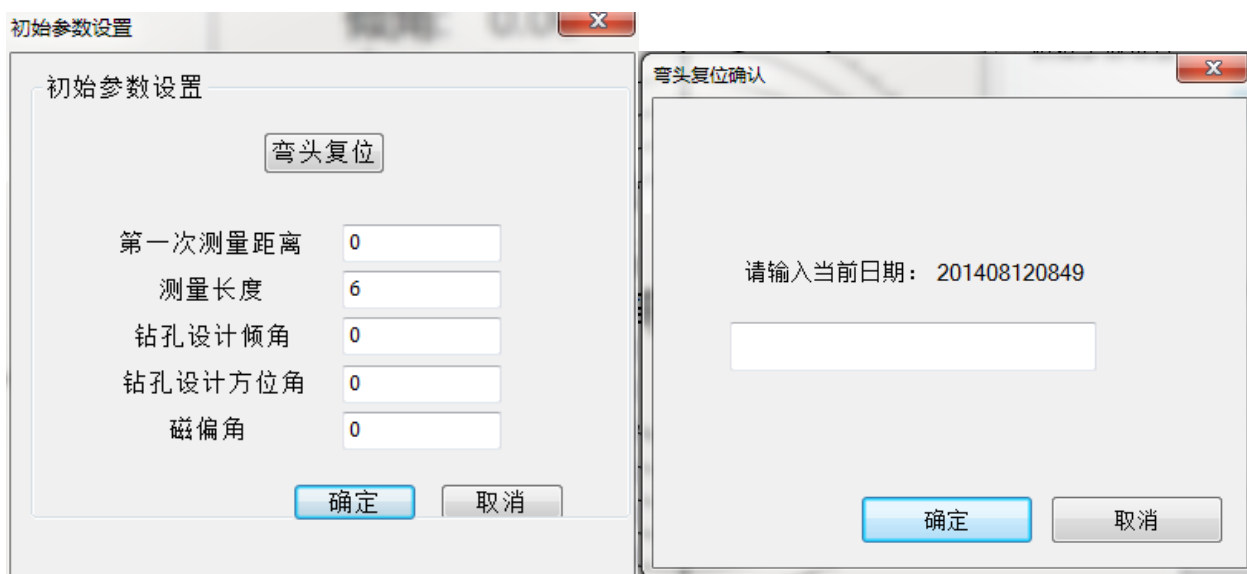 初始参数设置
初始参数设置
弯头复位
第一次测量距离 0
测量长度 6
钻孔设计倾角 0
钻孔设计方位角 0
磁偏角 0
确定 取消
弯头复位确认
请输入当前日期： 201408120849
确定 取消